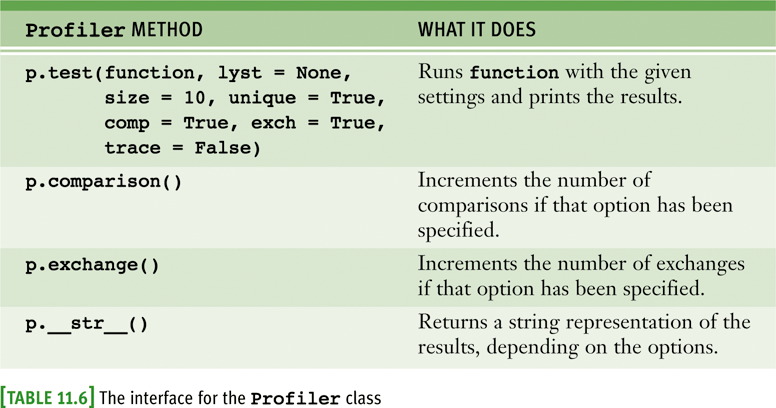 Profiler METHOD WHAT IT DOES
p.test(function, lyst = None, Runs function with the given
size = 10, unique = True, settings and prints the results.
comp = True, exch = True,
trace = False)
p.comparison() Increments the number of
comparisons if that option has been
specified.
p.exchange() Increments the number of exchanges
if that option has been specified.
p.__str__() Returns a string representation of the
results, depending on the options.
[TABLE 11.6] The interface for the Profiler class